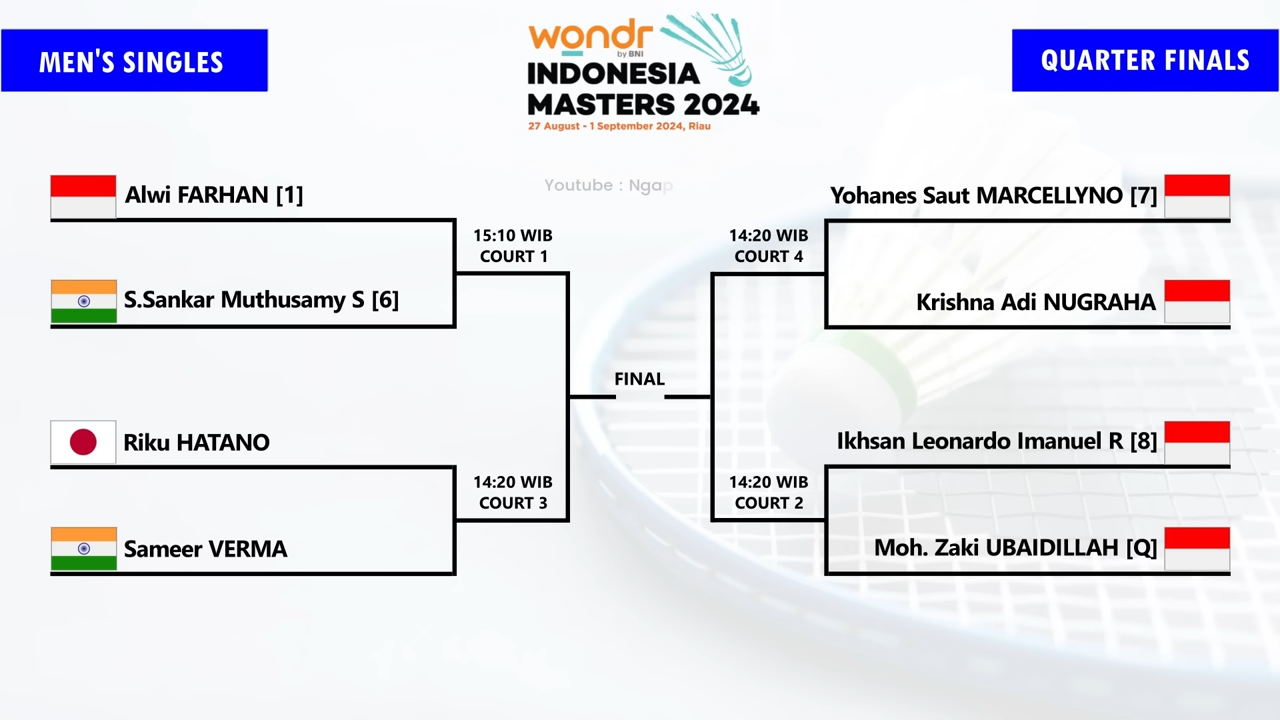 MEN'S SINGLES
wondr
by BNI
INDONESIA
MASTERS 2024
27 August - 1 September 2024, Riau
QUARTER FINALS
Youtube : Ngap
Alwi FARHAN [1]
15:10 WIB
COURT 1
S.Sankar Muthusamy S [6]
Riku HATANO
14:20 WIB
COURT 3
Sameer VERMA
FINAL
Yohanes Saut MARCELLYNO [7]
14:20 WIB
COURT 4
Krishna Adi NUGRAHA
Ikhsan Leonardo Imanuel R [8]
14:20 WIB
COURT 2
Moh. Zaki UBAIDILLAH [Q]